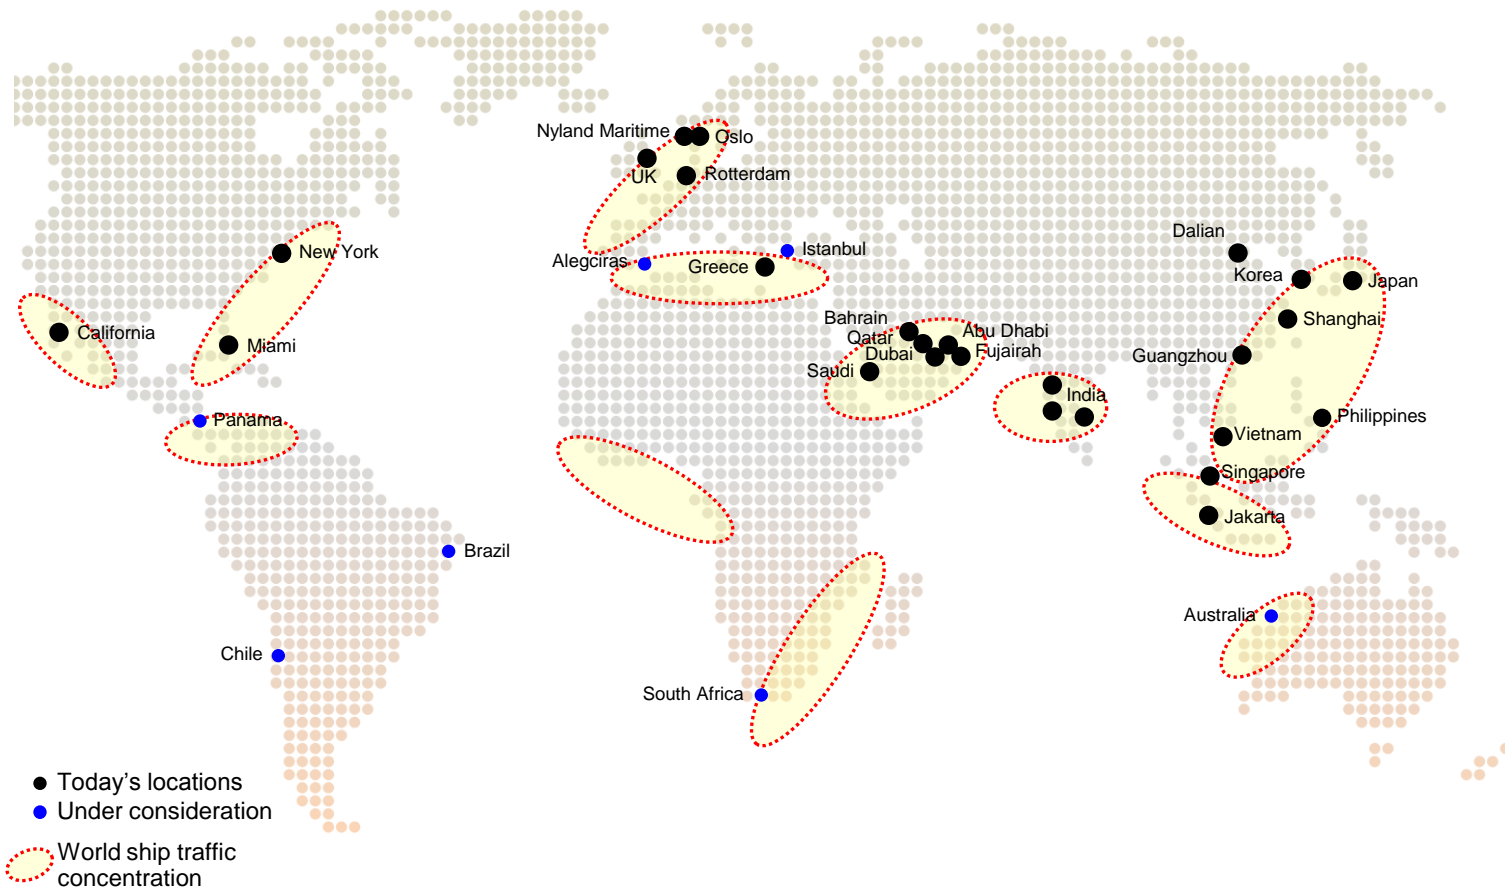 Nyland Maritime
Oslo
UK
Rotterdam
New York
Alegciras
Istanbul
Greece
Dalian
Korea
Japan
California
Miami
Bahrain
Qatar
Abu Dhabi
Dubai
Fujairah
Saudi
Shanghai
Guangzhou
India
Panama
Philippines
Vietnam
Singapore
Jakarta
Brazil
Australia
Chile
South Africa
Today's locations
Under consideration
World ship traffic
concentration